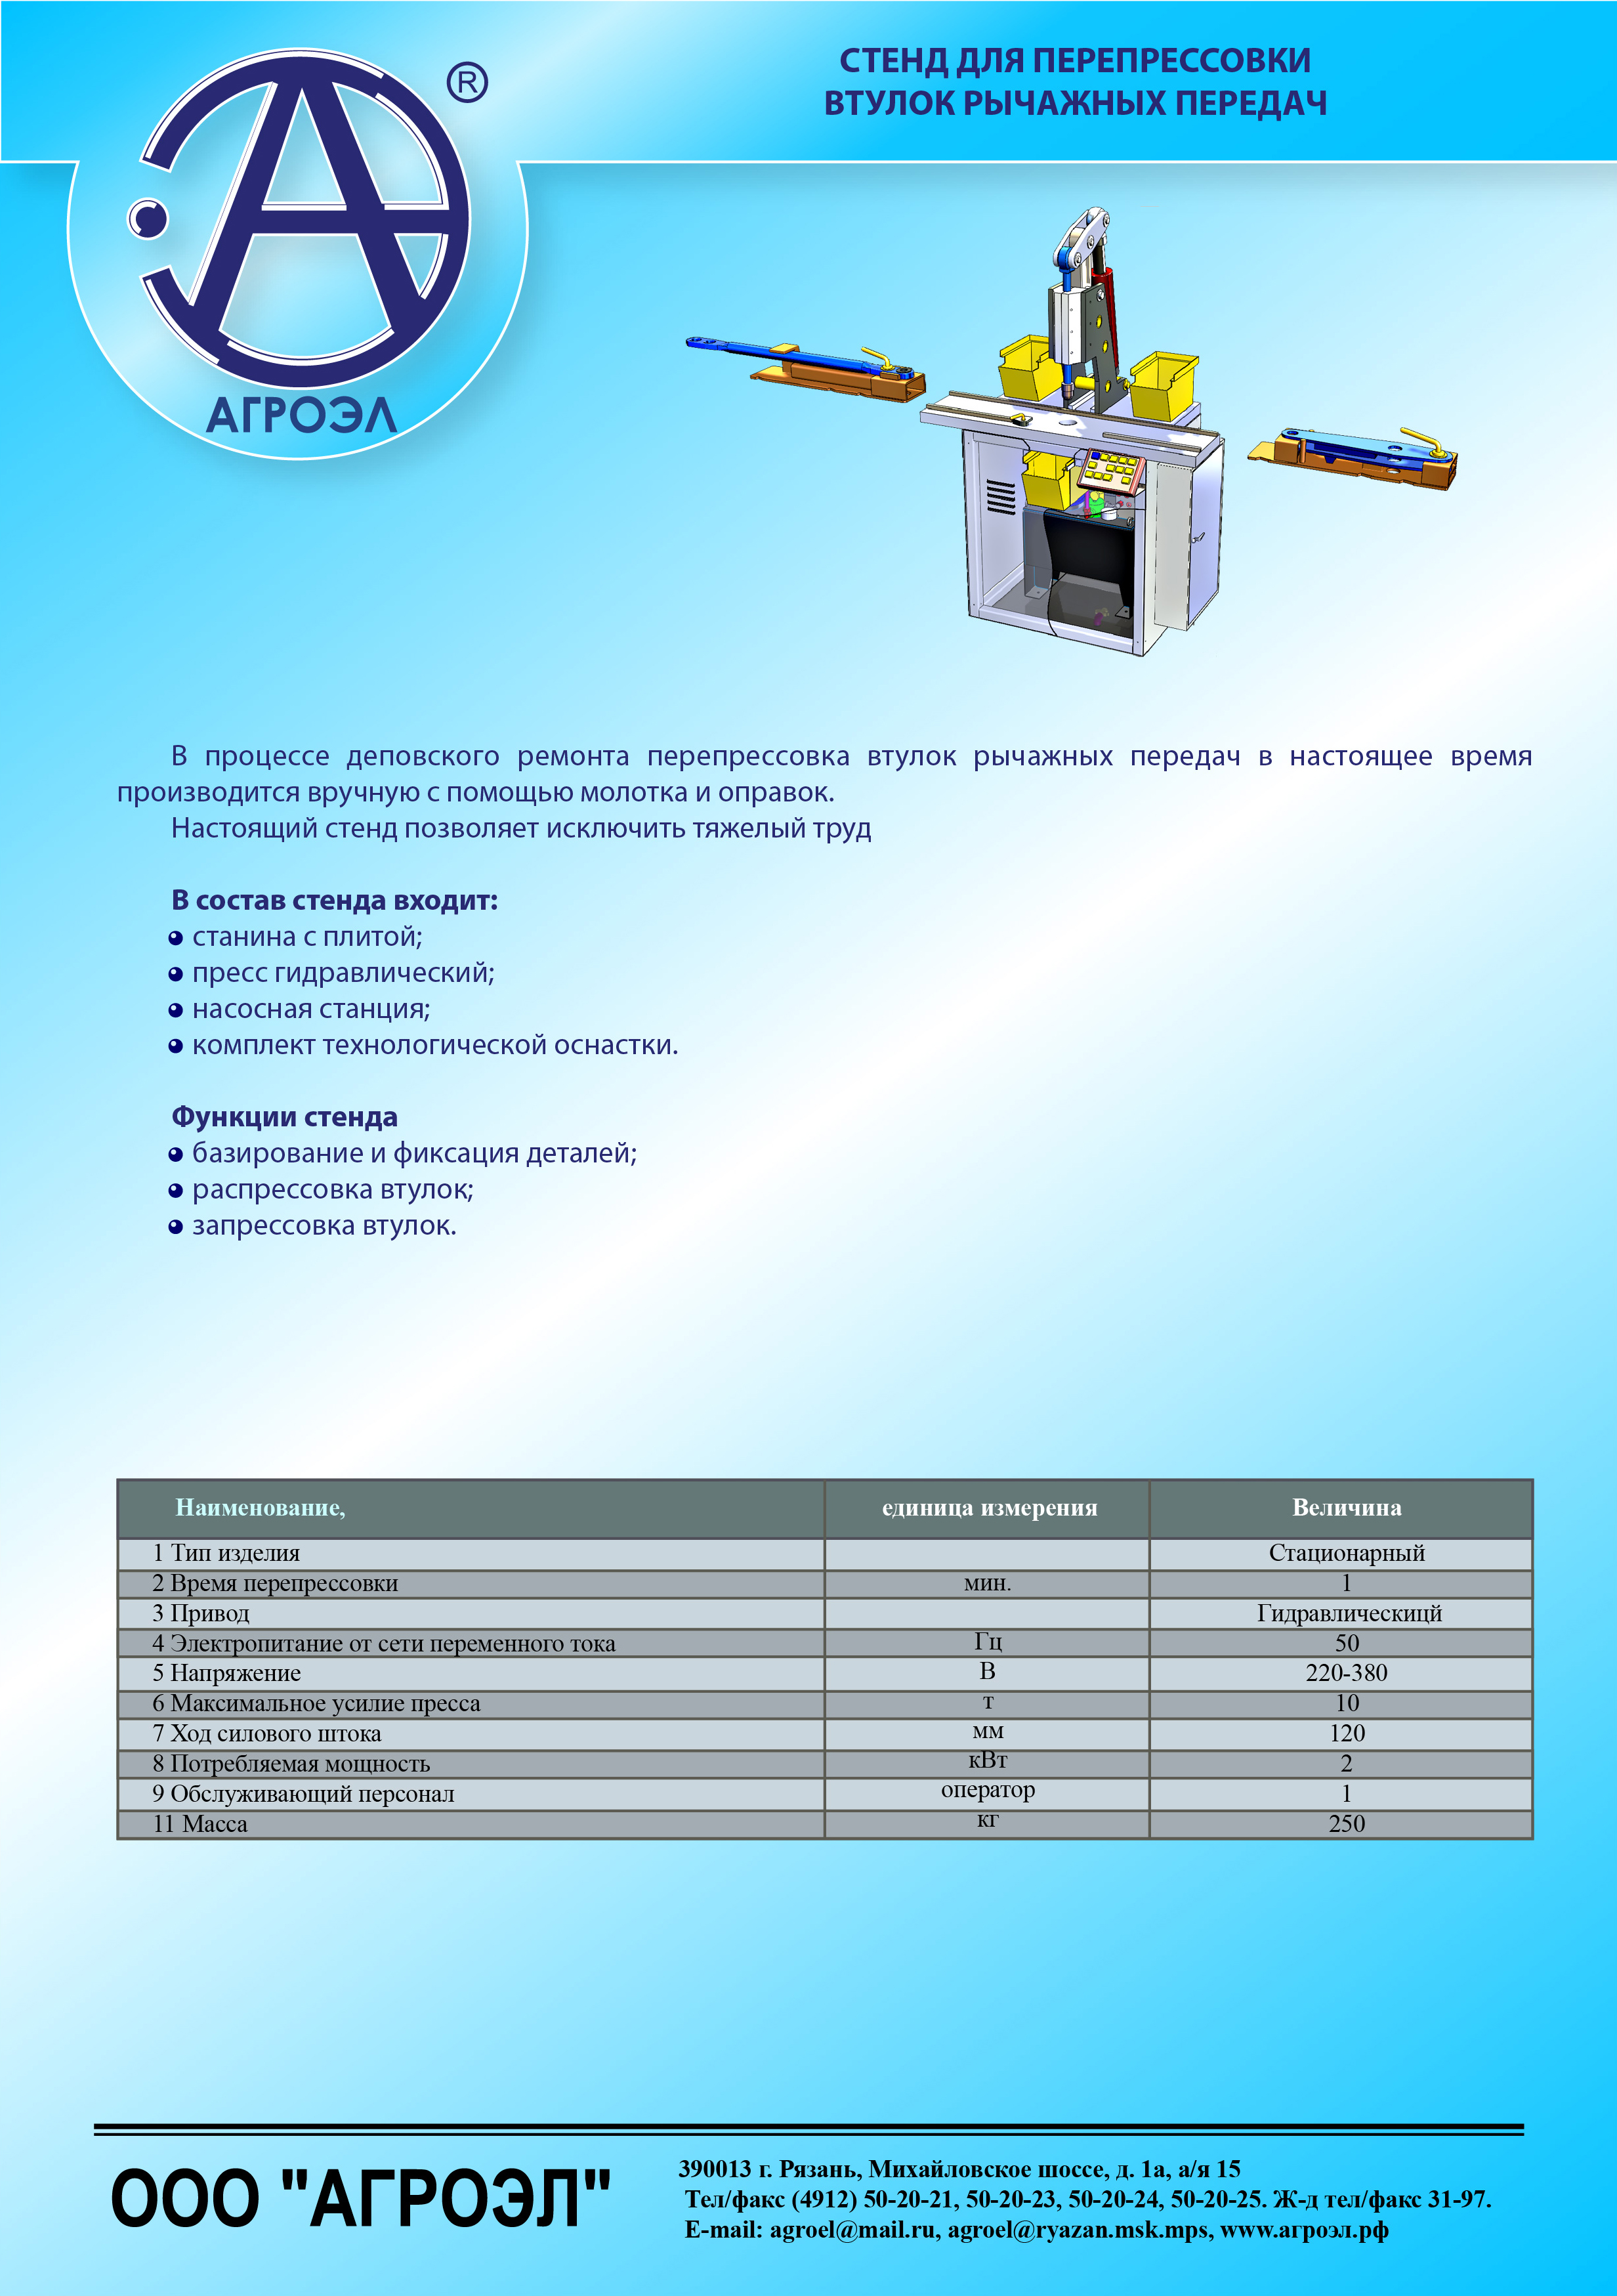 ®
АГРОЭЛ
СТЕНД ДЛЯ ПЕРЕПРЕССОВКИ
ВТУЛОК РЫЧАЖНЫХ ПЕРЕДАЧ
В процессе деповского ремонта перепрессовка втулок рычажных передач в настоящее время
производится вручную с помощью молотка и оправок.
Настоящий стенд позволяет исключить тяжелый труд
В состав стенда входит:
станина с плитой;
пресс гидравлический;
насосная станция;
комплект технологической оснастки.
Функции стенда
базирование и фиксация деталей;
распрессовка втулок;
запрессовка втулок.
Наименование, единица измерения Величина
1 Тип изделия Стационарный
2 Время перепрессовки мин. 1
3 Привод Гидравлическицй
4 Электропитание от сети переменного тока Гц 50
5 Напряжение В 220-380
6 Максимальное усилие пресса т 10
7 Ход силового штока мм 120
8 Потребляемая мощность кВт 2
9 Обслуживающий персонал оператор 1
11 Масса кг 250
ООО "АГРОЭЛ"
390013 г. Рязань, Михайловское шоссе, д. 1а, а/я 15
Тел/факс (4912) 50-20-21, 50-20-23, 50-20-24, 50-20-25. Ж-д тел/факс 31-97.
E-mail: agroel@mail.ru, agroel@ryazan.msk.mps, www.агроэл.рф